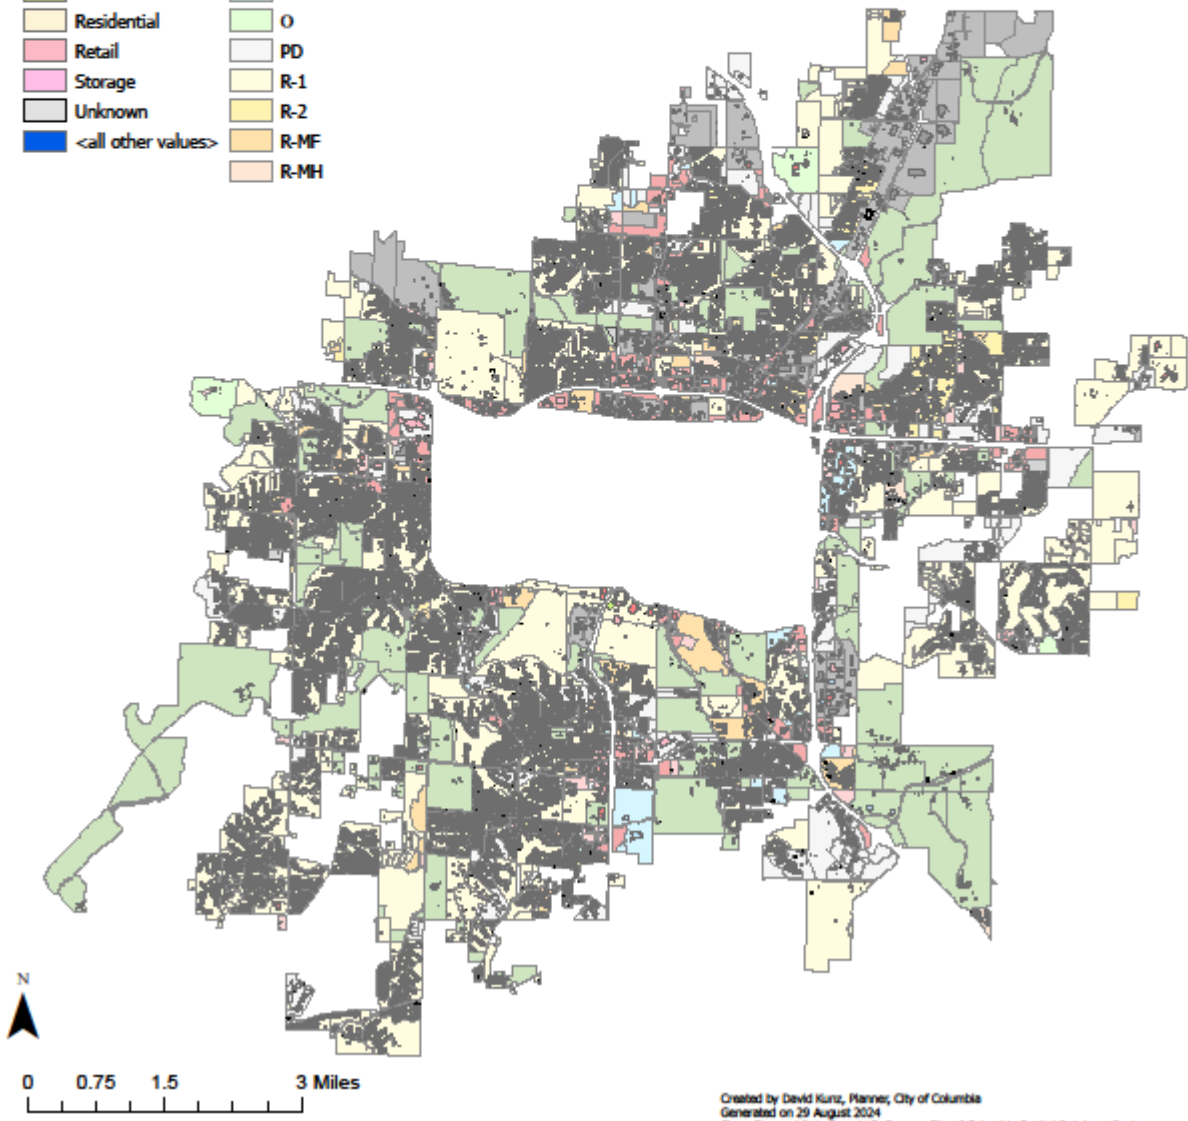 Residential
Retail
Storage
Unknown
<all other values>
O
PD
R-1
R-2
R-MF
R-MH
N
0 0.75 1.5 3 Miles
Created by David Kunz, Planner, City of Columbia
Generated on 29 August 2024